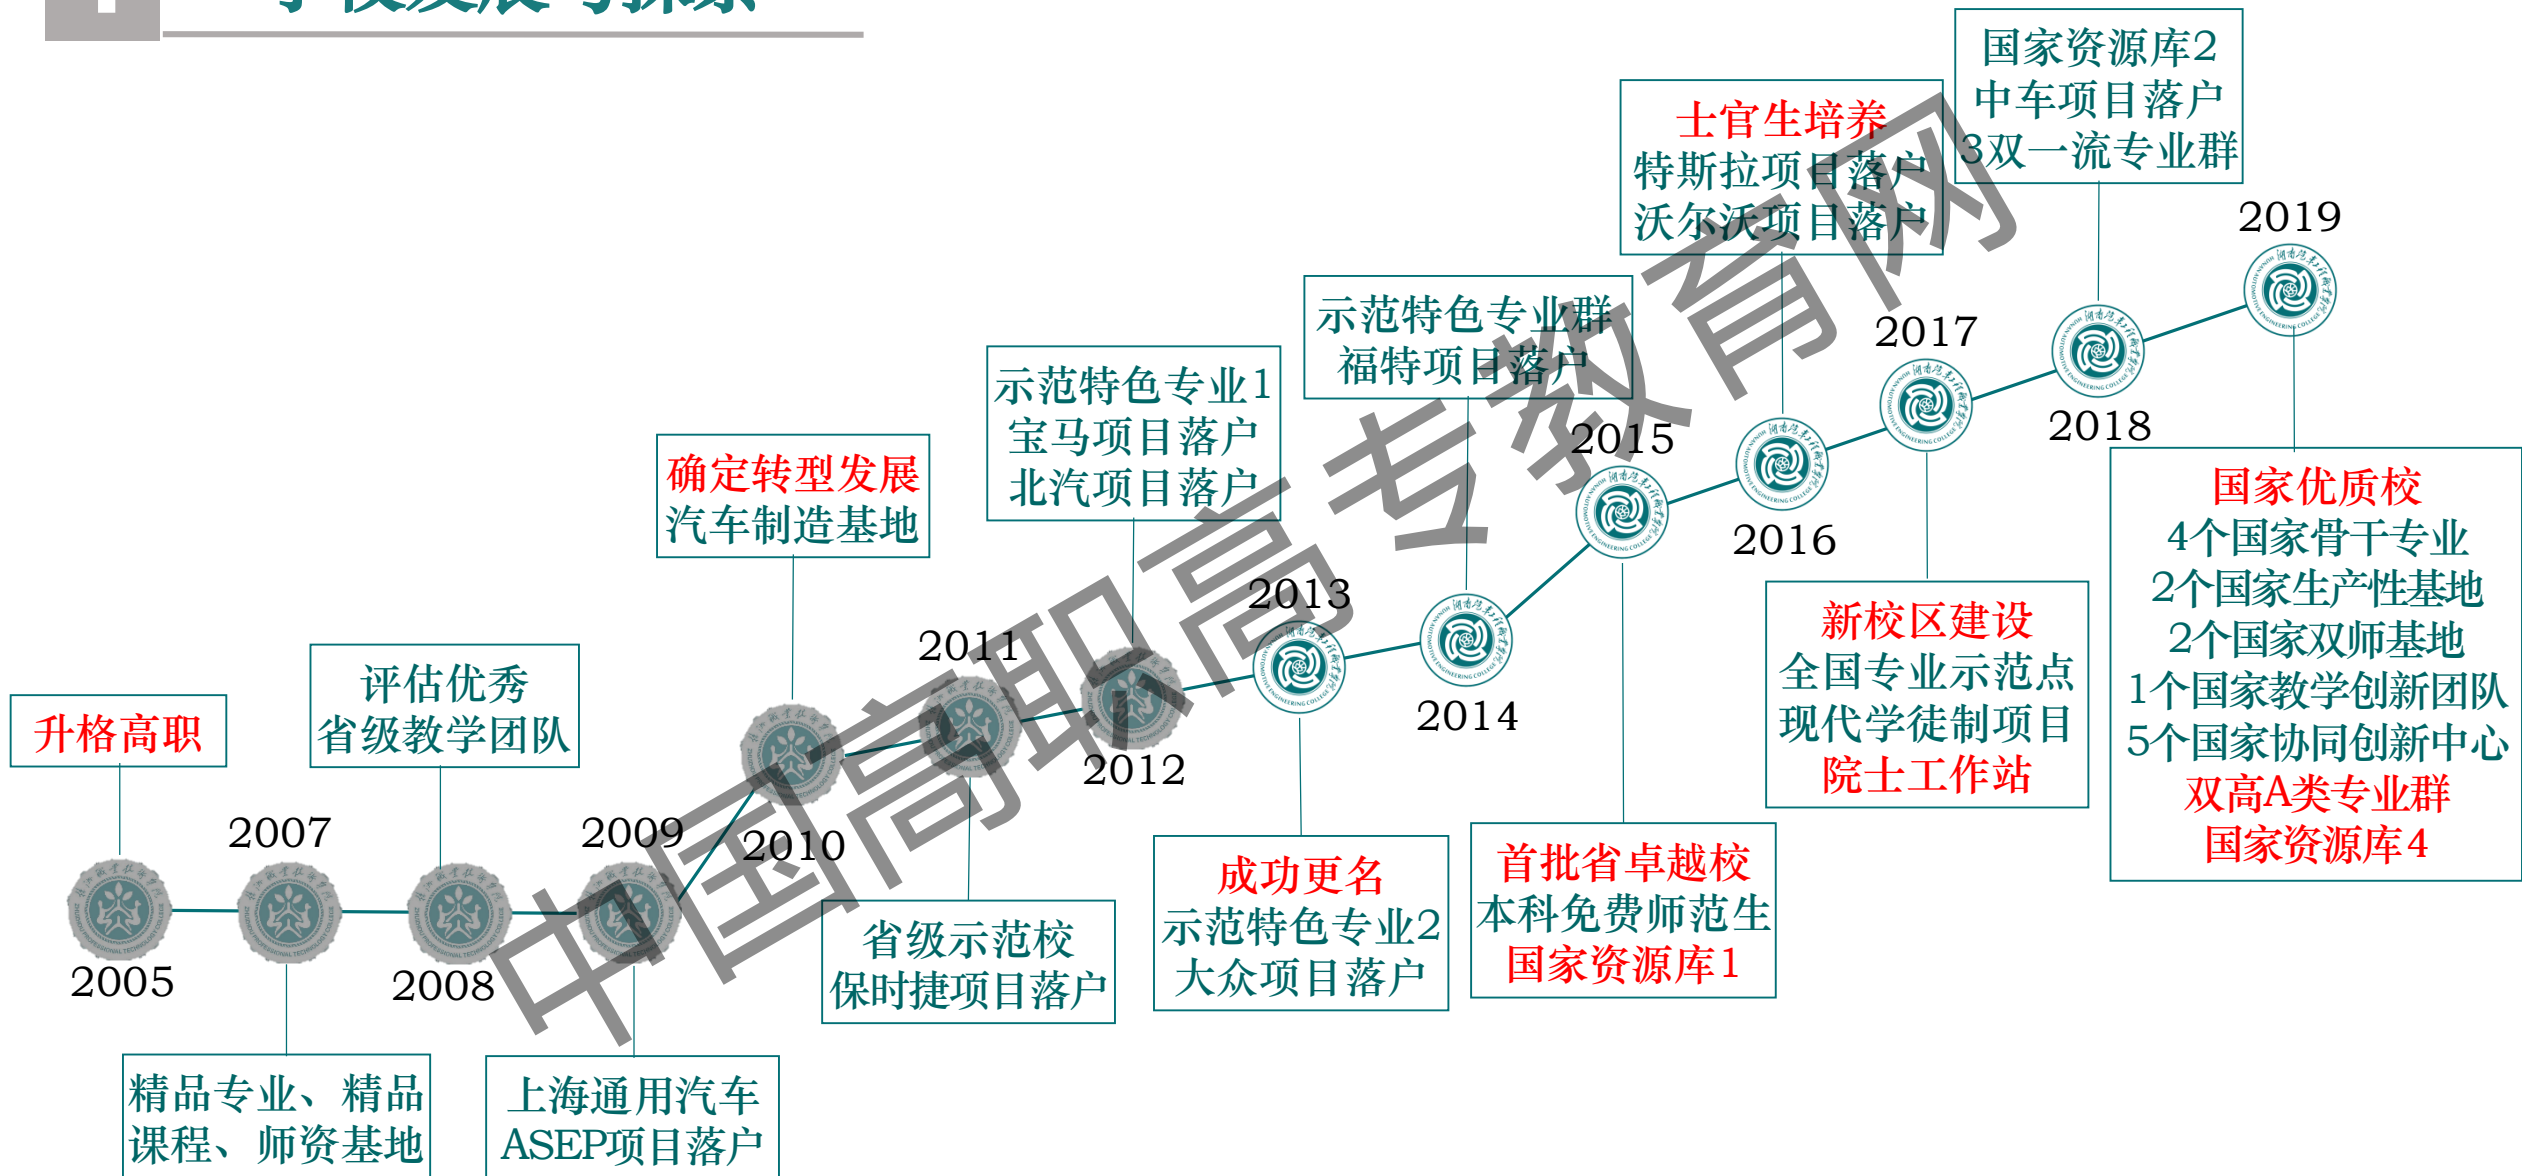 升格高职
2005
2007
精品专业、精品
课程、师资基地
评估优秀
省级教学团队
2008
2009
上海通用汽车
ASEP项目落户
确定转型发展
汽车制造基地
2010
2011
省级示范校
保时捷项目落户
示范特色专业1
宝马项目落户
北汽项目落户
2012
2013
成功更名
示范特色专业2
大众项目落户
示范特色专业群
福特项目落户
2014
2015
首批省卓越校
本科免费师范生
国家资源库1
士官生培养
特斯拉项目落户
沃尔沃项目落户
2016
2017
新校区建设
全国专业示范点
现代学徒制项目
院士工作站
国家资源库2
中车项目落户
3双一流专业群
2018
2019
国家优质校
4个国家骨干专业
2个国家生产性基地
2个国家双师基地
1个国家教学创新团队
5个国家协同创新中心
双高A类专业群
国家资源库4
中国高职高专教育网